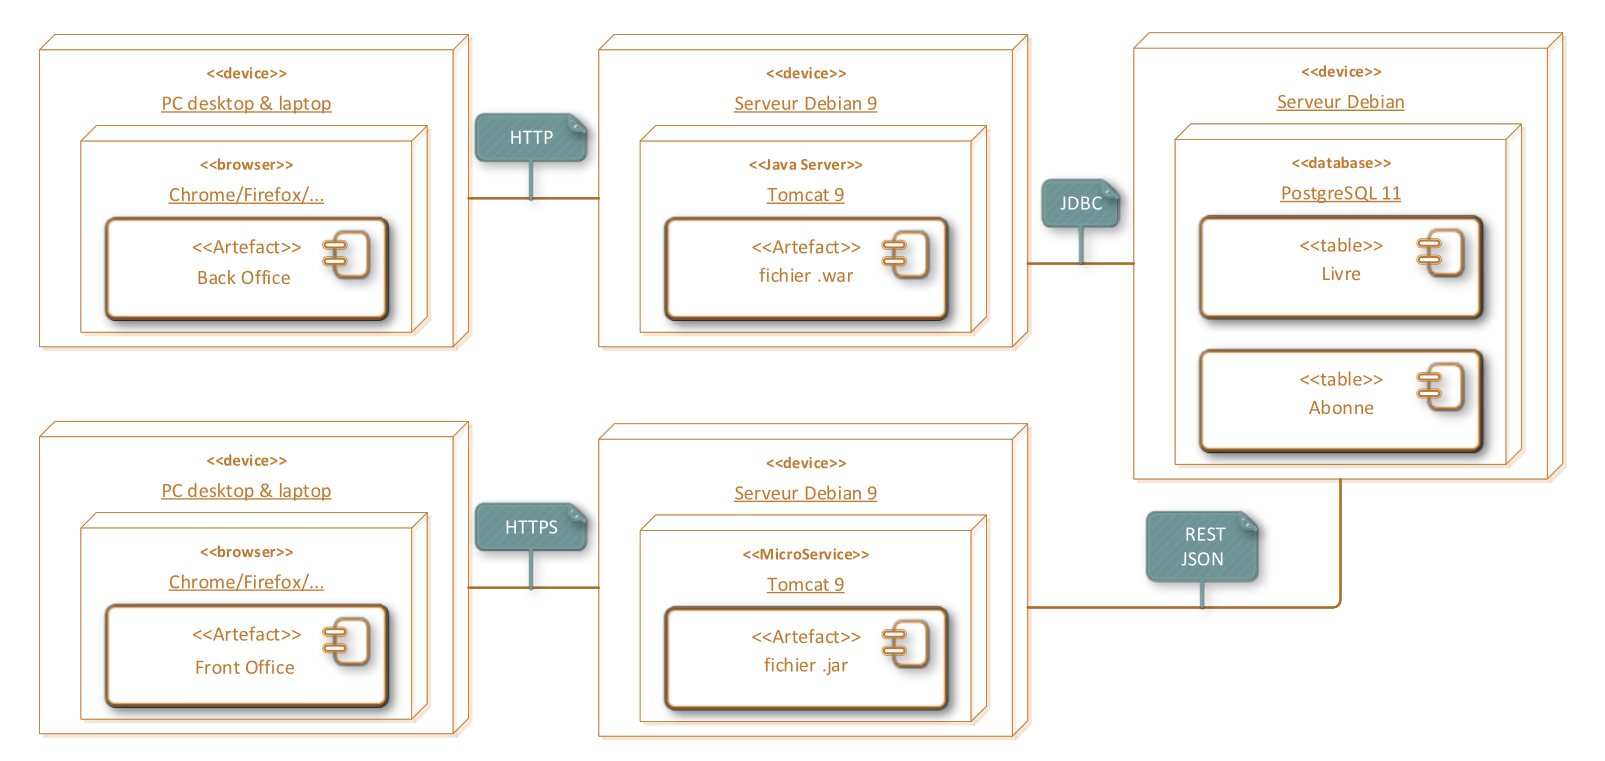 <<device>>
PC desktop & laptop
<<browser>>
Chrome/Firefox/...
<<Artefact>>
Back Office
HTTP
<<device>>
Serveur Debian 9
<<Java Server>>
Tomcat 9
<<Artefact>>
fichier .war
JDBC
<<device>>
Serveur Debian
<<database>>
PostgreSQL 11
<<table>>
Livre
<<table>>
Abonne
<<device>>
PC desktop & laptop
<<browser>>
Chrome/Firefox/...
<<Artefact>>
Front Office
HTTPS
<<device>>
Serveur Debian 9
<<MicroService>>
Tomcat 9
<<Artefact>>
fichier .jar
REST
JSON